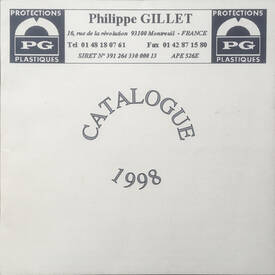 PROTECTIONS
PG
PLASTIQUES
Philippe GILLET
16, rue de la révolution 93100 Montreuil - FRANCE
Tel 01 48 18 07 61 Fax 01 42 87 15 80
SIRET N° 391 264 330 000 13 APE 526E
PROTECTIONS
PG
PLASTIQUES
CATALOGUE
1998